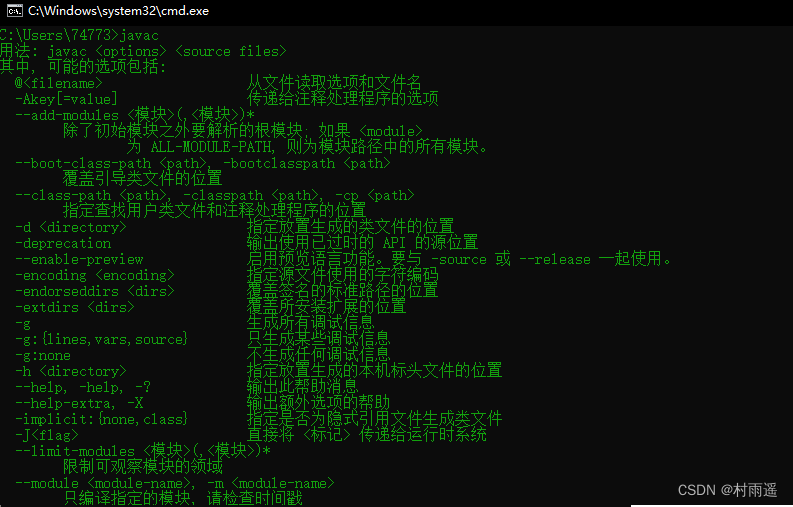 C:\Windows\system32\cmd.exe
C:\Users\74773>javac
用法: javac <options> <source files>
其中, 可能的选项包括:
@<filename> 从文件读取选项和文件名
-Akey[=value] 传递给注释处理程序的选项
--add-modules <模块>(,<模块>)*
除了初始模块之外要解析的根模块; 如果 <module>
为 ALL-MODULE-PATH, 则为模块路径中的所有模块。
--boot-class-path <path>, -bootclasspath <path>
覆盖引导类文件的位置
--class-path <path>, -classpath <path>, -cp <path>
指定查找用户类文件和注释处理程序的位置
-d <directory> 指定放置生成的类文件的位置
-deprecation 输出使用已过时的 API 的源位置
--enable-preview 启用预览语言功能。要与 -source 或 --release 一起使用。
-encoding <encoding> 指定源文件使用的字符编码
-endorseddirs <dirs> 覆盖签名的标准路径的位置
-extdirs <dirs> 覆盖所安装扩展的位置
-g 生成所有调试信息
-g:{lines,vars,source} 只生成某些调试信息
-g:none 不生成任何调试信息
-h <directory> 指定放置生成的本机标头文件的位置
--help, -help, -? 输出此帮助消息
--help-extra, -X 输出额外选项的帮助
-implicit:{none,class} 指定是否为隐式引用文件生成类文件
-J<flag> 直接将 <标记> 传递给运行时系统
--limit-modules <模块>(,<模块>)*
限制可观察模块的领域
--module <module-name>, -m <module-name>
只编译指定的模块, 请检查时间戳
CSDN @村雨遥